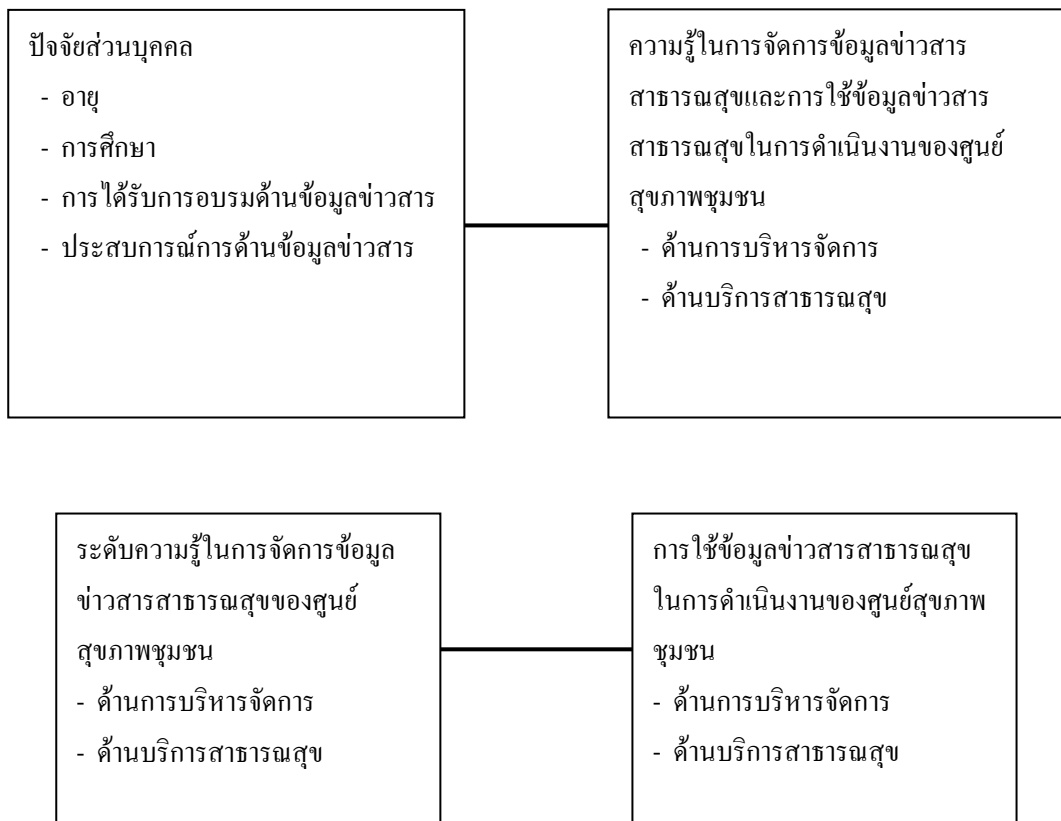 ปัจจัยส่วนบุคคล
- อายุ
- การศึกษา
- การได้รับการอบรมด้านข้อมูลข่าวสาร
- ประสบการณ์การด้านข้อมูลข่าวสาร
ความรู้ในการจัดการข้อมูลข่าวสาร
สาธารณสุขและการใช้ข้อมูลข่าวสาร
สาธารณสุขในการดำเนินงานของศูนย์
สุขภาพชุมชน
- ด้านการบริหารจัดการ
- ด้านบริการสาธารณสุข
ระดับความรู้ในการจัดการข้อมูล
ข่าวสารสาธารณสุขของศูนย์
สุขภาพชุมชน
- ด้านการบริหารจัดการ
- ด้านบริการสาธารณสุข
การใช้ข้อมูลข่าวสารสาธารณสุข
ในการดำเนินงานของศูนย์สุขภาพ
ชุมชน
- ด้านการบริหารจัดการ
- ด้านบริการสาธารณสุข